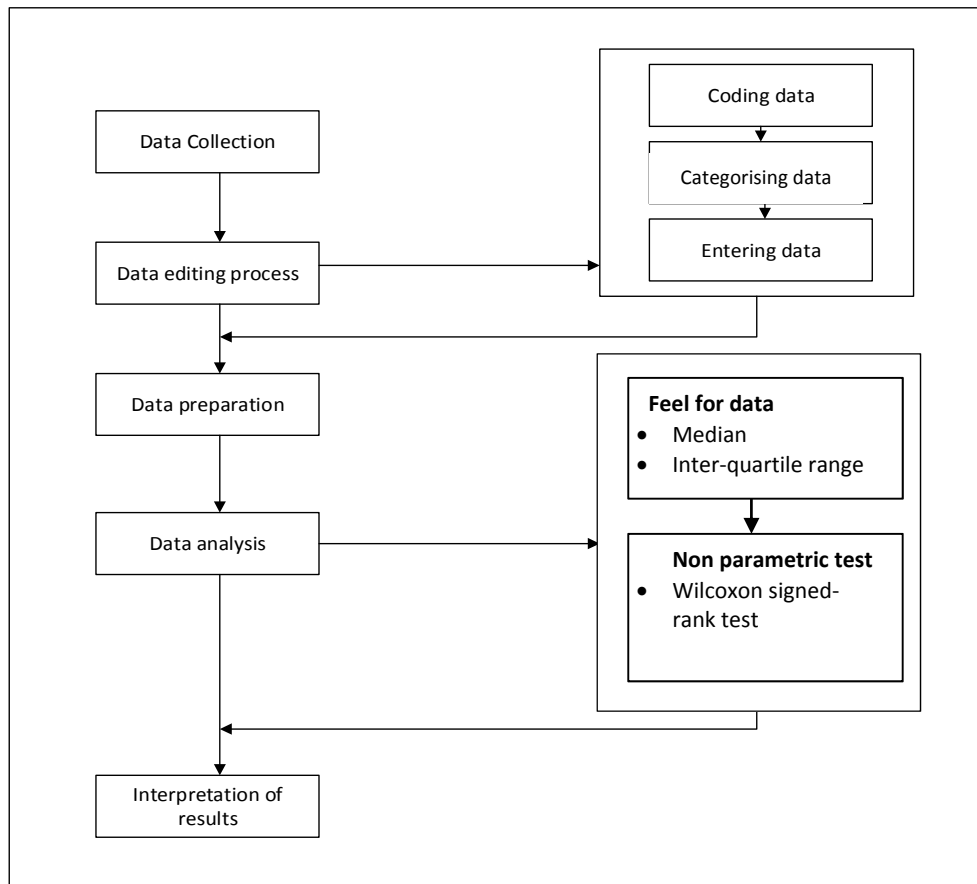 Data Collection
Coding data
Categorising data
Entering data
Data editing process
Data preparation
Feel for data
• Median
• Inter-quartile range
Data analysis
Non parametric test
• Wilcoxon signed-
rank test
Interpretation of
results